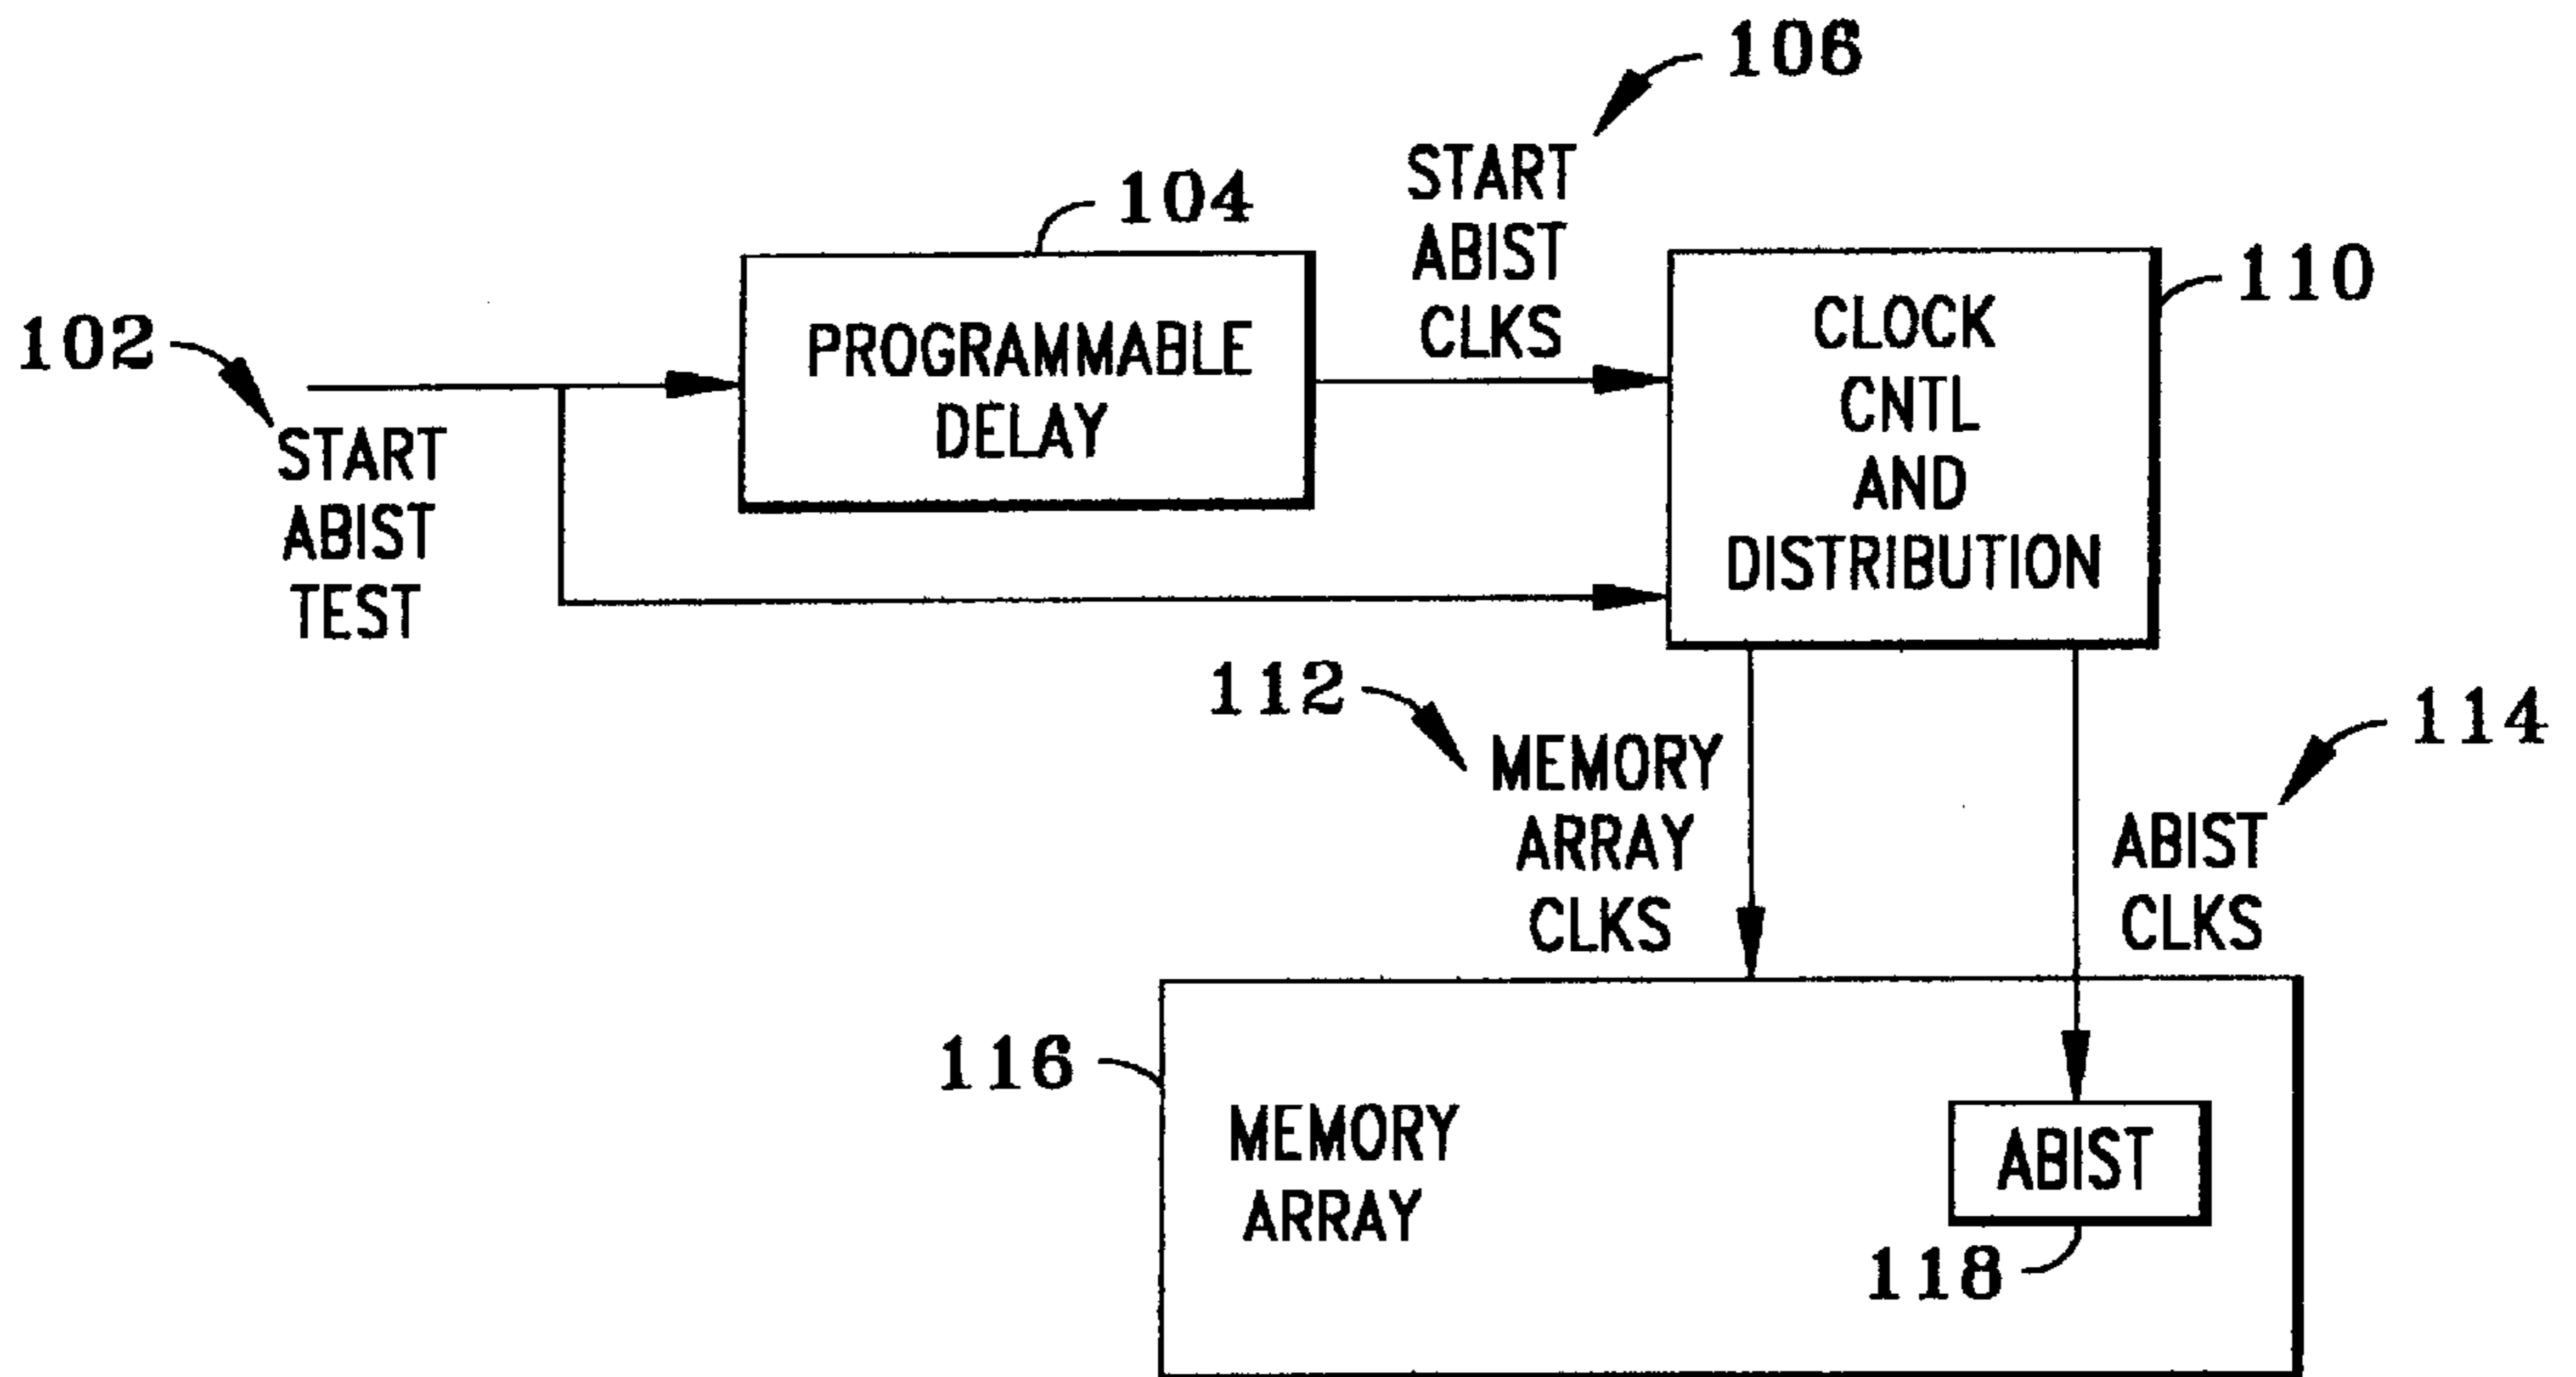 106
START
ABIST
CLKS
104
PROGRAMMABLE
DELAY
110
CLOCK
CNTL
AND
DISTRIBUTION
102
START
ABIST
TEST
112
MEMORY
ARRAY
CLKS
114
ABIST
CLKS
116
MEMORY
ARRAY
ABIST
118